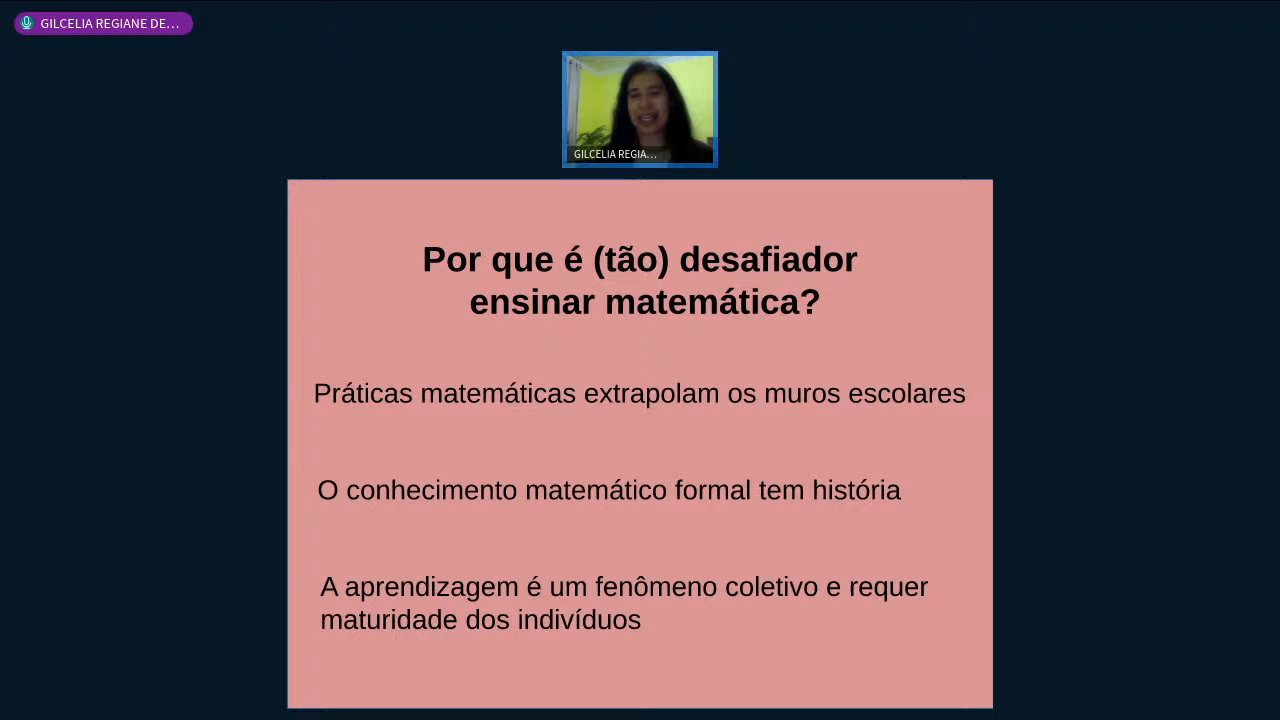 GILCELIA REGIANE DE…
GILCELIA REGIA…
Por que é (tão) desafiador
ensinar matemática?
Práticas matemáticas extrapolam os muros escolares
O conhecimento matemático formal tem história
A aprendizagem é um fenômeno coletivo e requer
maturidade dos indivíduos